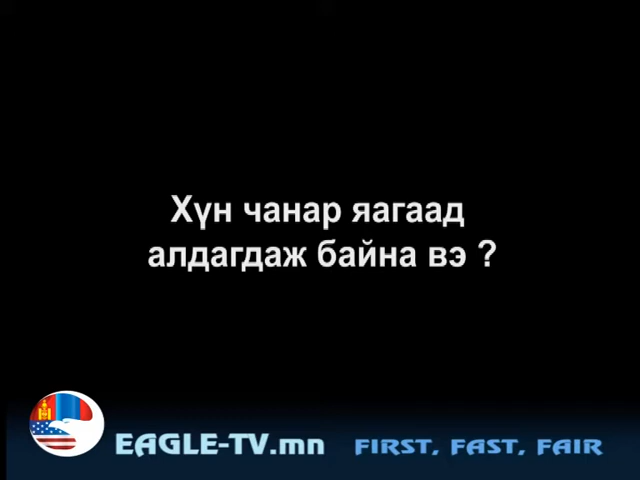 Хүн чанар яагаад
алдагдаж байна вэ ?
EAGLE-TV.mn FIRST, FAST, FAIR